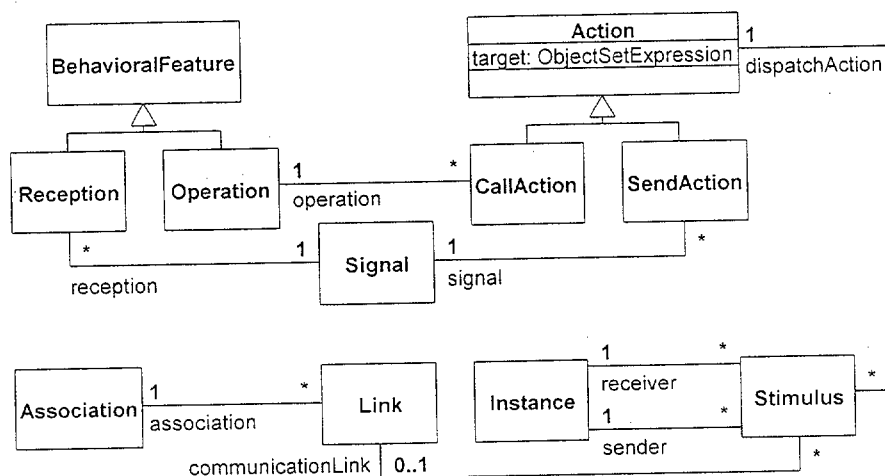 BehavioralFeature
Action
target: ObjectSetExpression
1
dispatchAction
Reception
Operation
1
operation
*
CallAction
SendAction
*
reception
1
Signal
1
signal
*
Association
1
association
*
Link
communicationLink
0..1
Instance
1
receiver
*
1
sender
*
Stimulus
*
*